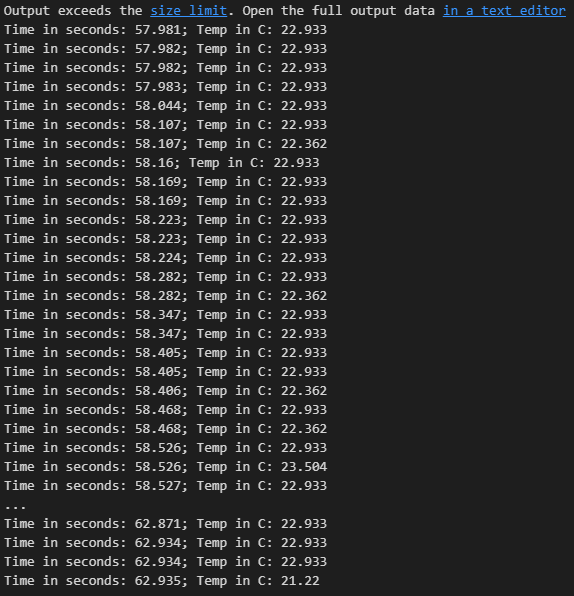 Output exceeds the size limit. Open the full output data in a text editor
Time in seconds: 57.981; Temp in C: 22.933
Time in seconds: 57.982; Temp in C: 22.933
Time in seconds: 57.982; Temp in C: 22.933
Time in seconds: 57.983; Temp in C: 22.933
Time in seconds: 58.044; Temp in C: 22.933
Time in seconds: 58.107; Temp in C: 22.933
Time in seconds: 58.107; Temp in C: 22.362
Time in seconds: 58.16; Temp in C: 22.933
Time in seconds: 58.169; Temp in C: 22.933
Time in seconds: 58.169; Temp in C: 22.933
Time in seconds: 58.223; Temp in C: 22.933
Time in seconds: 58.223; Temp in C: 22.933
Time in seconds: 58.224; Temp in C: 22.933
Time in seconds: 58.282; Temp in C: 22.933
Time in seconds: 58.282; Temp in C: 22.362
Time in seconds: 58.347; Temp in C: 22.933
Time in seconds: 58.347; Temp in C: 22.933
Time in seconds: 58.405; Temp in C: 22.933
Time in seconds: 58.405; Temp in C: 22.933
Time in seconds: 58.406; Temp in C: 22.362
Time in seconds: 58.468; Temp in C: 22.933
Time in seconds: 58.468; Temp in C: 22.362
Time in seconds: 58.526; Temp in C: 22.933
Time in seconds: 58.526; Temp in C: 23.504
Time in seconds: 58.527; Temp in C: 22.933
...
Time in seconds: 62.871; Temp in C: 22.933
Time in seconds: 62.934; Temp in C: 22.933
Time in seconds: 62.934; Temp in C: 22.933
Time in seconds: 62.935; Temp in C: 21.22